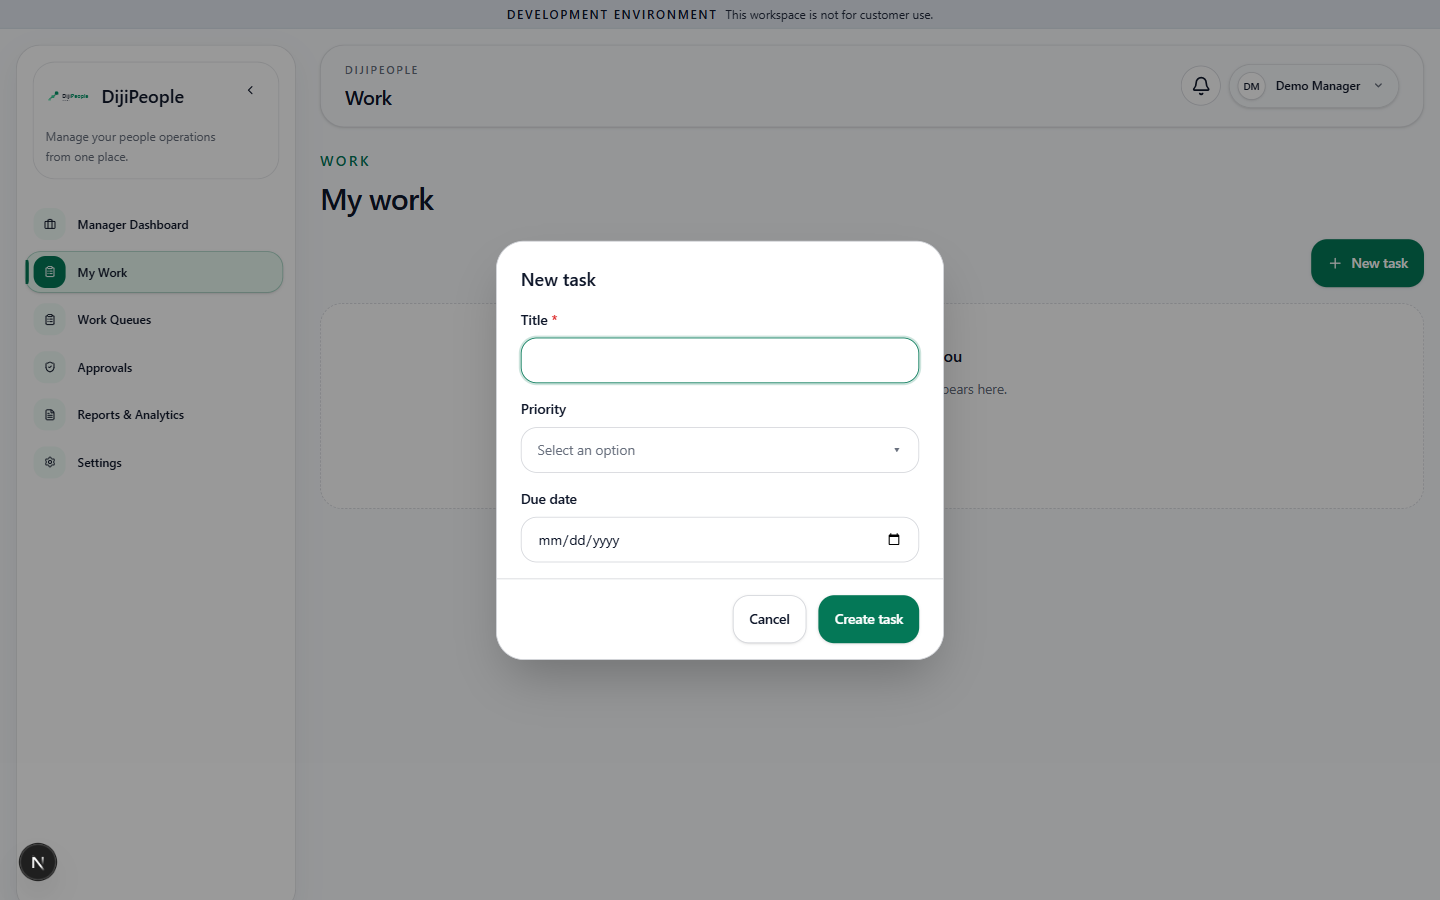 DEVELOPMENT ENVIRONMENT This workspace is not for customer use.
DijiPeople
DijiPeople
Manage your people operations
from one place.
Manager Dashboard
My Work
Work Queues
Approvals
Reports & Analytics
Settings
N
DIJIPEOPLE
Work
DM
Demo Manager
WORK
My work
+ New task
ou
pears here.
New task
Title *
Priority
Select an option
Due date
mm/dd/yyyy
Cancel
Create task